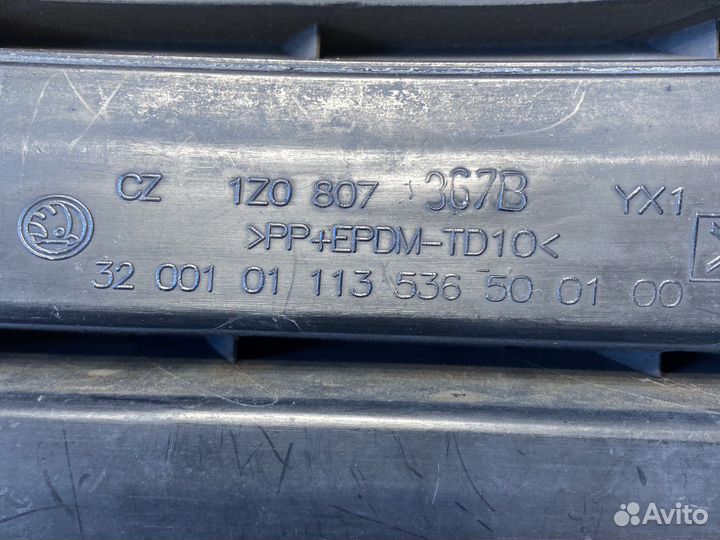 CZ 1Z0 807 367B YX1
>PP+EPDM-TD10<
32 001 01 113 536 50 01 00
Avito